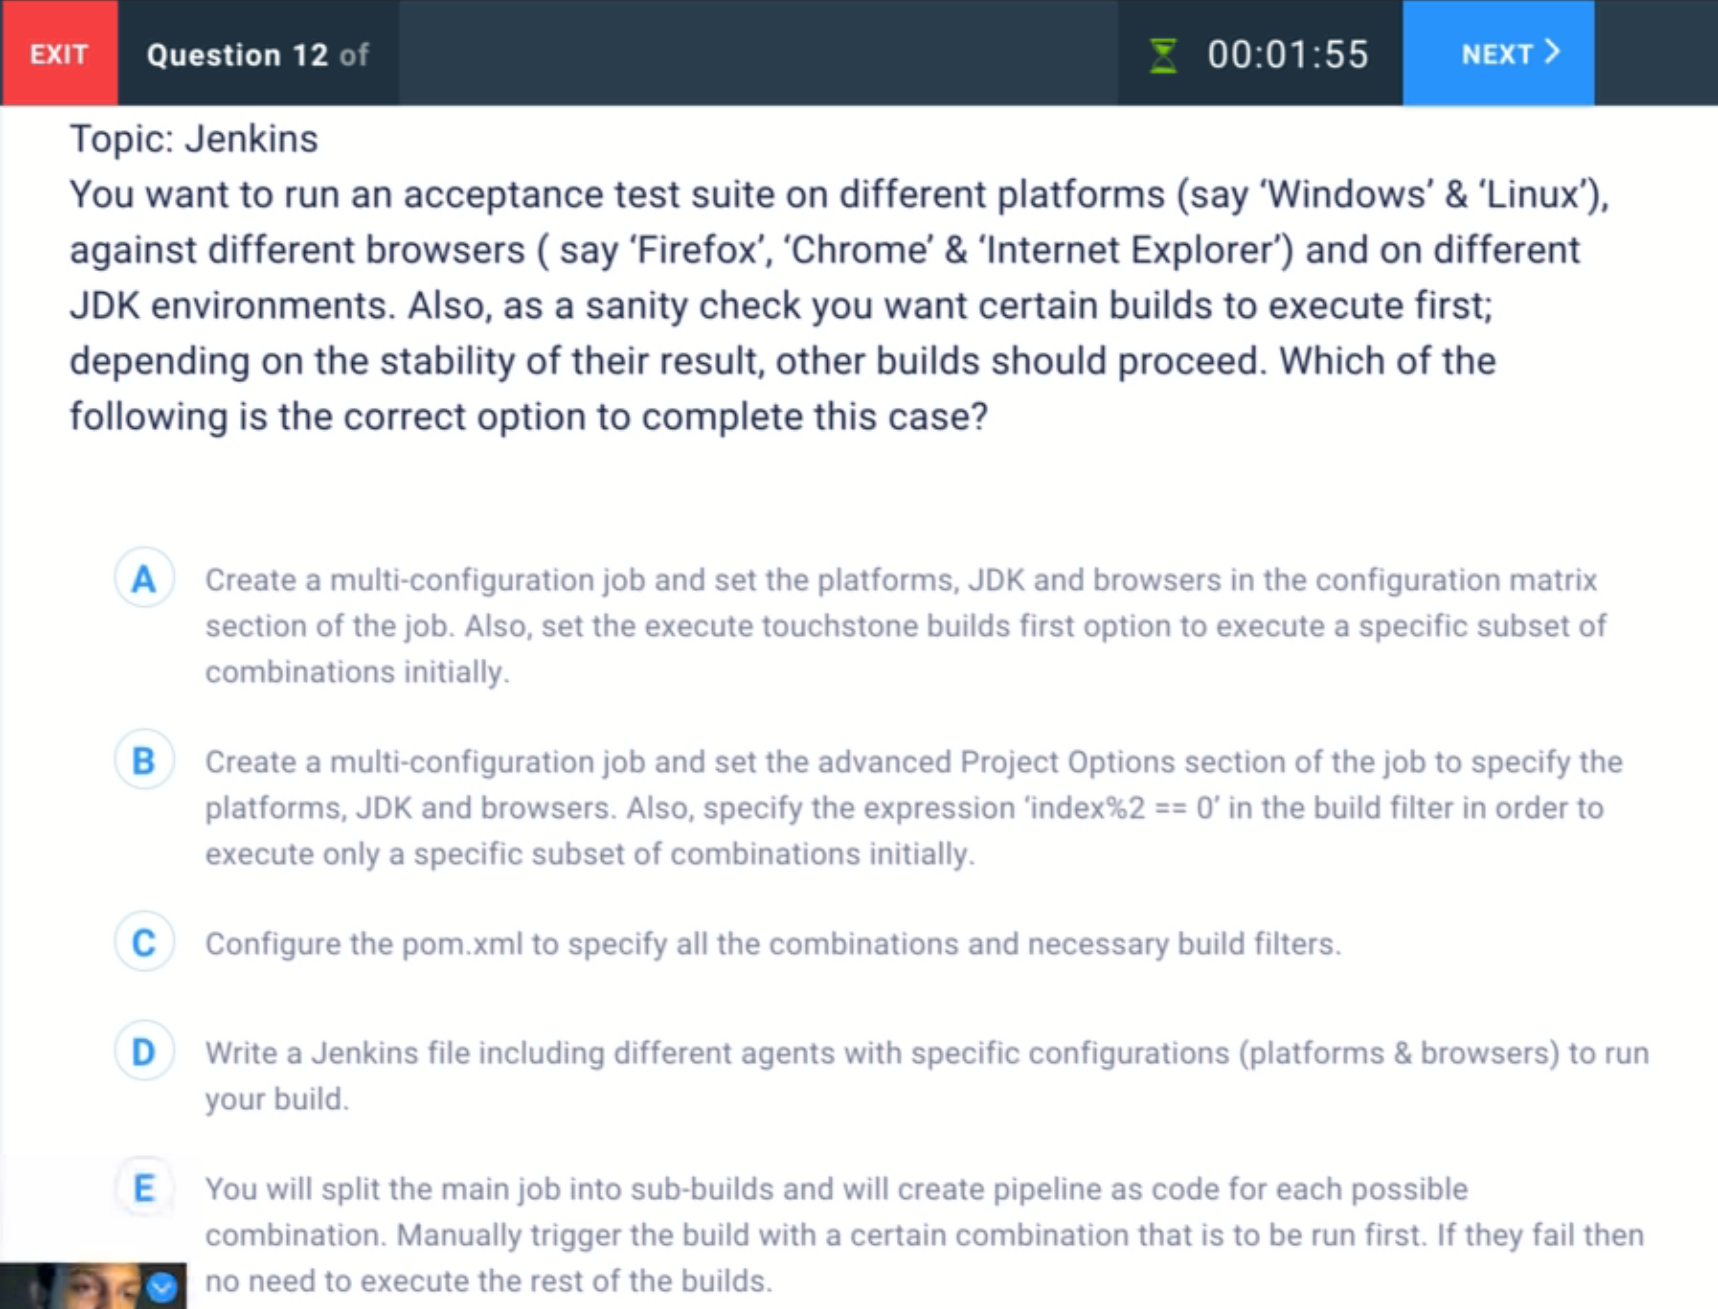 EXIT
Question 12 of
00:01:55
NEXT >
Topic: Jenkins
You want to run an acceptance test suite on different platforms (say ‘Windows’ & ‘Linux’),
against different browsers ( say ‘Firefox’, ‘Chrome’ & ‘Internet Explorer’) and on different
JDK environments. Also, as a sanity check you want certain builds to execute first;
depending on the stability of their result, other builds should proceed. Which of the
following is the correct option to complete this case?
A
Create a multi-configuration job and set the platforms, JDK and browsers in the configuration matrix
section of the job. Also, set the execute touchstone builds first option to execute a specific subset of
combinations initially.
B
Create a multi-configuration job and set the advanced Project Options section of the job to specify the
platforms, JDK and browsers. Also, specify the expression ‘index%2 == 0’ in the build filter in order to
execute only a specific subset of combinations initially.
C
Configure the pom.xml to specify all the combinations and necessary build filters.
D
Write a Jenkins file including different agents with specific configurations (platforms & browsers) to run
your build.
E
You will split the main job into sub-builds and will create pipeline as code for each possible
combination. Manually trigger the build with a certain combination that is to be run first. If they fail then
no need to execute the rest of the builds.